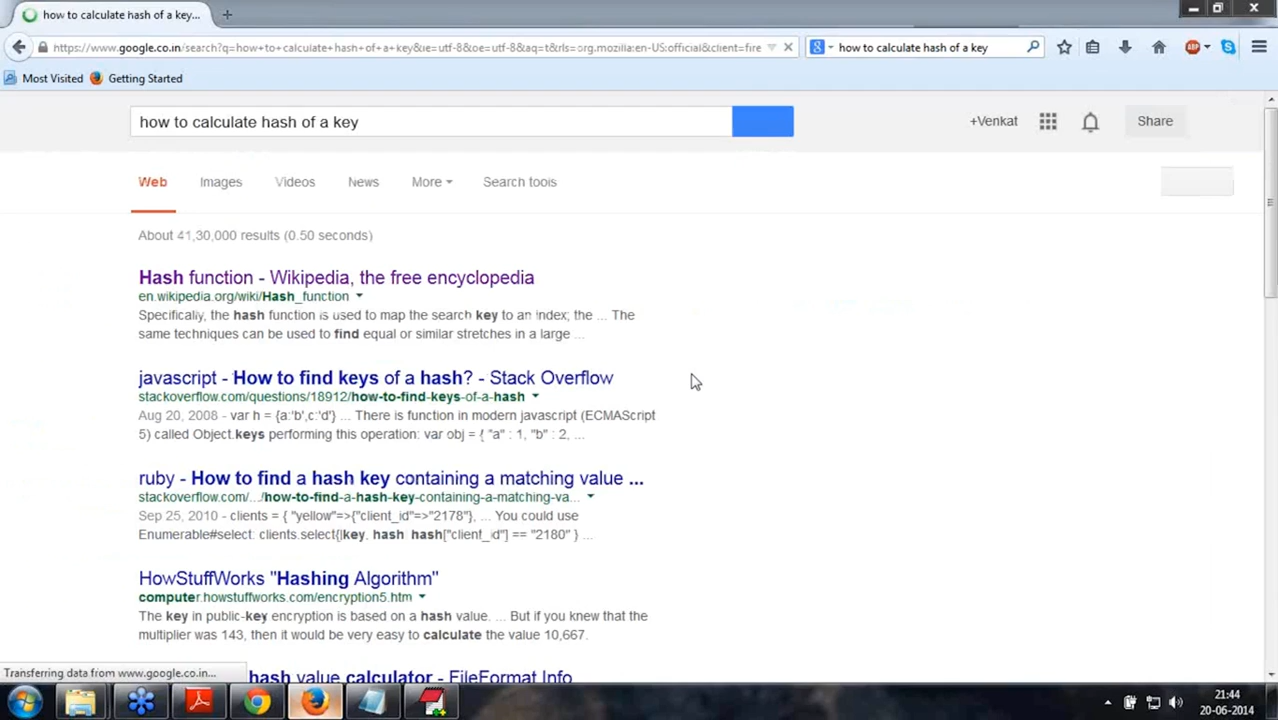 how to calculate hash of a key...
https://www.google.co.in/search?q=how+to+calculate+hash+of+a+key&ie=utf-8&oe=utf-8&aq=t&rls=org.mozilla:en-US:official&client=fire
how to calculate hash of a key
Most Visited
Getting Started
how to calculate hash of a key
+Venkat
Share
Web
Images
Videos
News
More
Search tools
About 41,30,000 results (0.50 seconds)
Hash function - Wikipedia, the free encyclopedia
en.wikipedia.org/wiki/Hash_function
Specifically, the hash function is used to map the search key to an index; the ... The
same techniques can be used to find equal or similar stretches in a large ...
javascript - How to find keys of a hash? - Stack Overflow
stackoverflow.com/questions/18912/how-to-find-keys-of-a-hash
Aug 20, 2008 - var h = {a:'b',c:'d'} ... There is function in modern javascript (ECMAScript
5) called Object.keys performing this operation: var obj = { "a" : 1, "b" : 2, ...
ruby - How to find a hash key containing a matching value ...
stackoverflow.com/.../how-to-find-a-hash-key-containing-a-matching-va...
Sep 25, 2010 - clients = { "yellow"=>{"client_id"=>"2178"}, ... You could use
Enumerable#select: clients.select{|key, hash| hash["client_id"] == "2180" } ...
HowStuffWorks "Hashing Algorithm"
computer.howstuffworks.com/encryption5.htm
The key in public-key encryption is based on a hash value. ... But if you knew that the
multiplier was 143, then it would be very easy to calculate the value 10,667.
hash value calculator - FileFormat Info
Transferring data from www.google.co.in...
21:44
20-06-2014